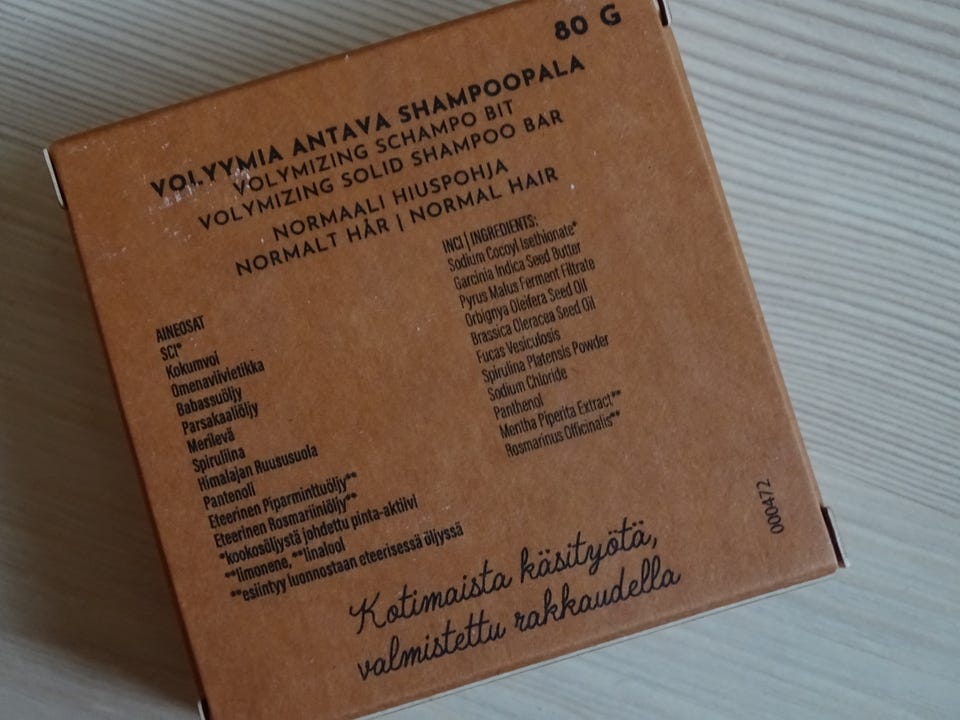 80 G
VOLYYMIA ANTAVA SHAMPOOPALA
VOLYMIZING SCHAMPO BIT
VOLYMIZING SOLID SHAMPOO BAR
NORMAALI HIUSPOHJA
NORMALT HÅR | NORMAL HAIR
AINEOSAT
SCI*
Kokumvoi
Omenaviivietikka
Babassuöljy
Parsakaaliöljy
Merilevä
Spiruliina
Himalajan Ruususuola
Pantenoli
Eteerinen Piparminttuöljy**
Eteerinen Rosmariiniöljy**
*kookosöljystä johdettu pinta-aktiivi
**limonene, **linalool
**esiintyy luonnostaan eteerisessä öljyssä
INCI | INGREDIENTS:
Sodium Cocoyl Isethionate*
Garcinia Indica Seed Butter
Pyrus Malus Ferment Filtrate
Orbignya Oleifera Seed Oil
Brassica Oleracea Seed Oil
Fucas Vesiculosis
Spirulina Platensis Powder
Sodium Chloride
Panthenol
Mentha Piperita Extract**
Rosmarinus Officinalis**
000472
Kotimaista käsityötä,
valmistettu rakkaudella